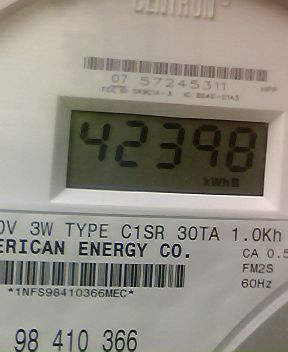 CENTRON
07 57245311
42398
kWh
0V 3W TYPE C1SR 30TA 1.0Kh
ERICAN ENERGY CO.
CA 0.5
FM2S
60Hz
*1NFS98410366MEC*
98 410 366